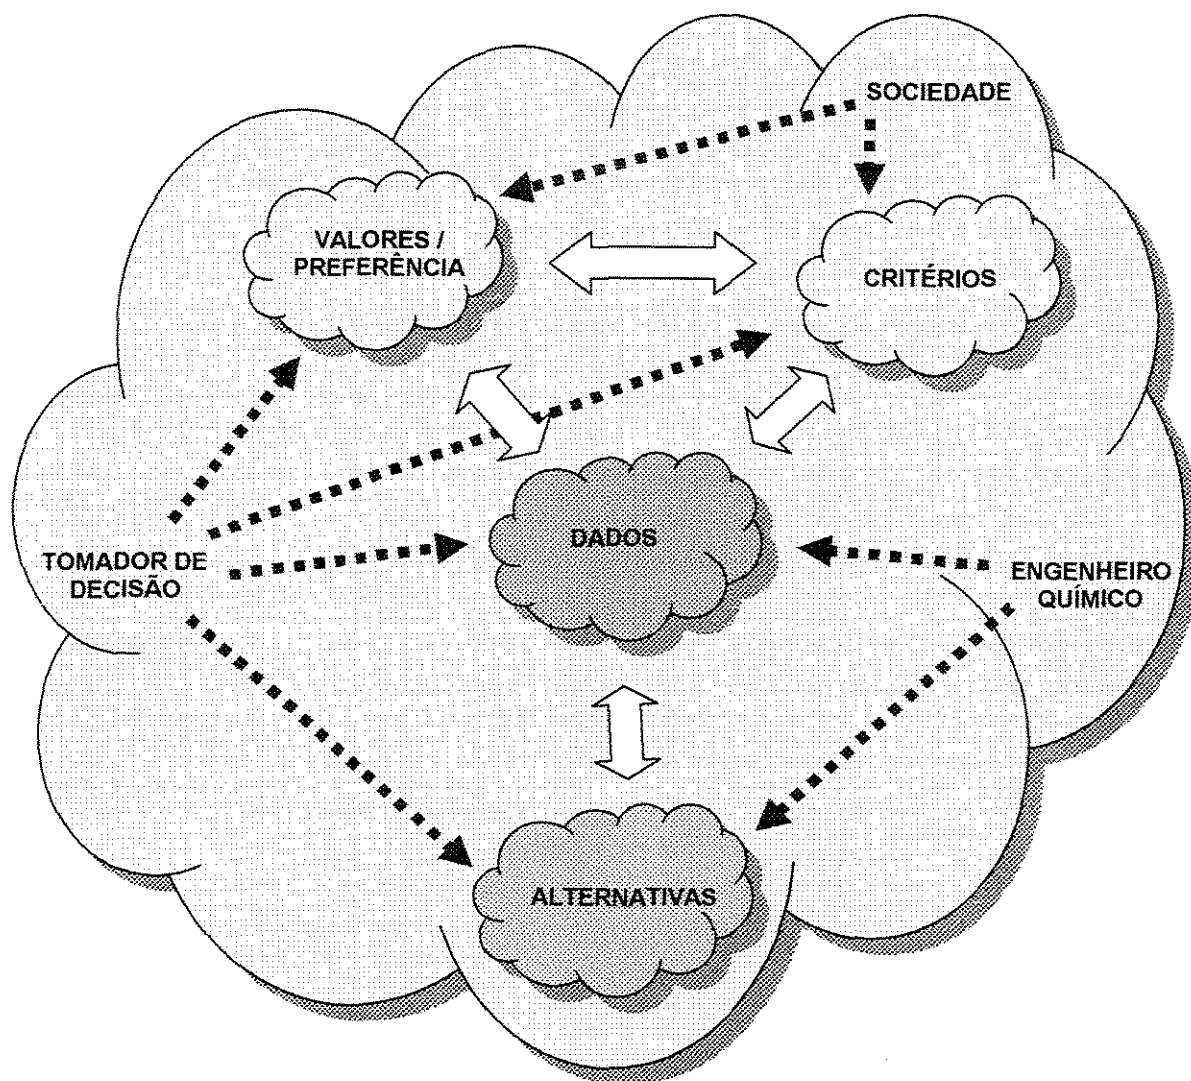 SOCIEDADE
VALORES /
PREFERÊNCIA
CRITÉRIOS
DADOS
TOMADOR DE
DECISÃO
ENGENHEIRO
QUÍMICO
ALTERNATIVAS